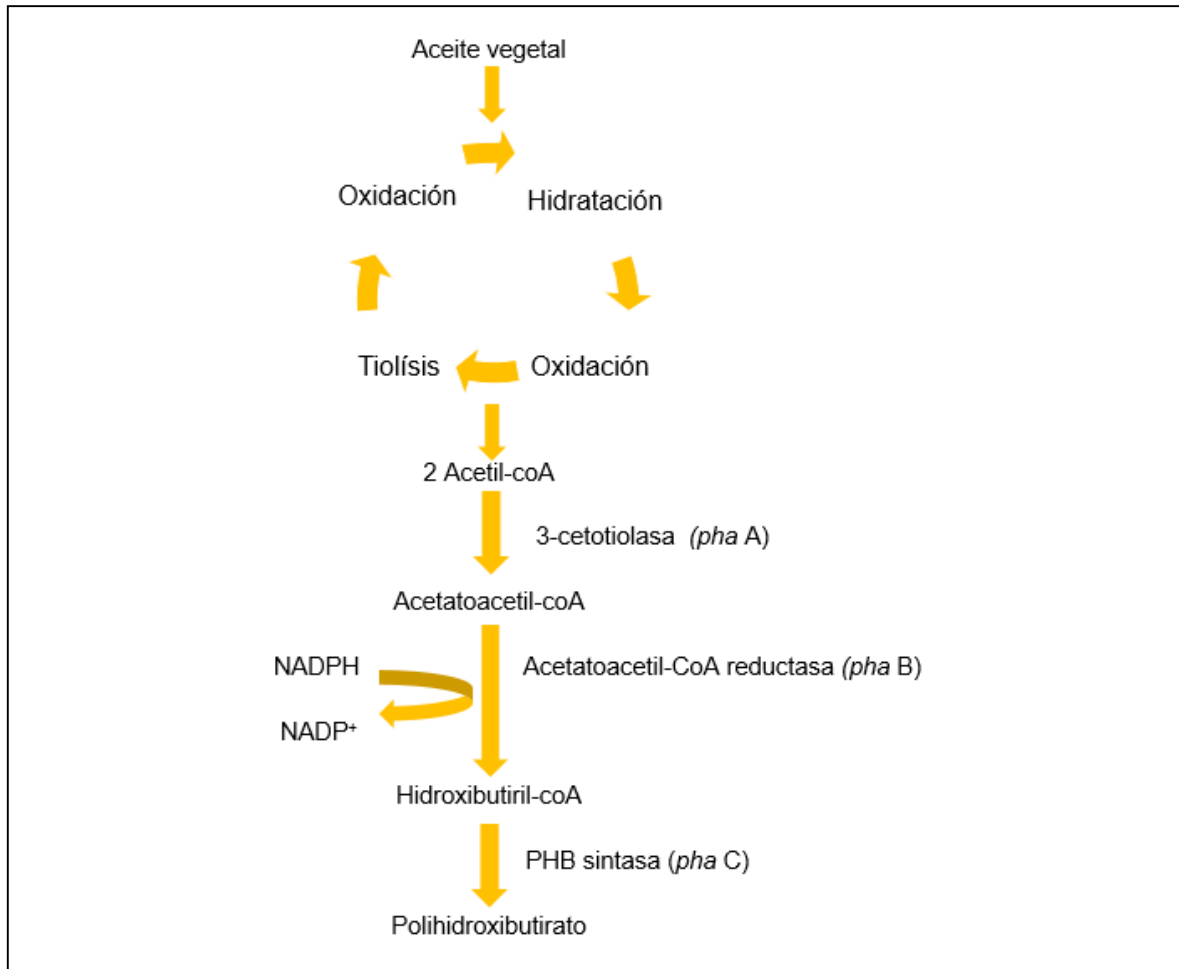 Aceite vegetal
Oxidación
Hidratación
Tiolísis
Oxidación
2 Acetil-coA
3-cetotiolasa (pha A)
Acetatoacetil-coA
NADPH
Acetatoacetil-CoA reductasa (pha B)
NADP⁺
Hidroxibutiril-coA
PHB sintasa (pha C)
Polihidroxibutirato